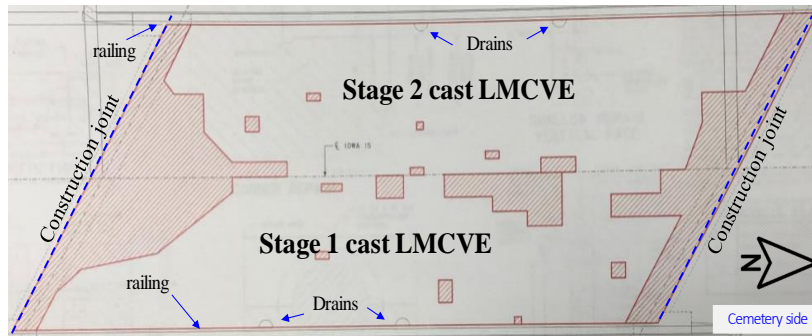 railing
Drains
Stage 2 cast LMCVE
Construction joint
℄ IOWA 15
Construction joint
Stage 1 cast LMCVE
N
railing
Drains
Cemetery side